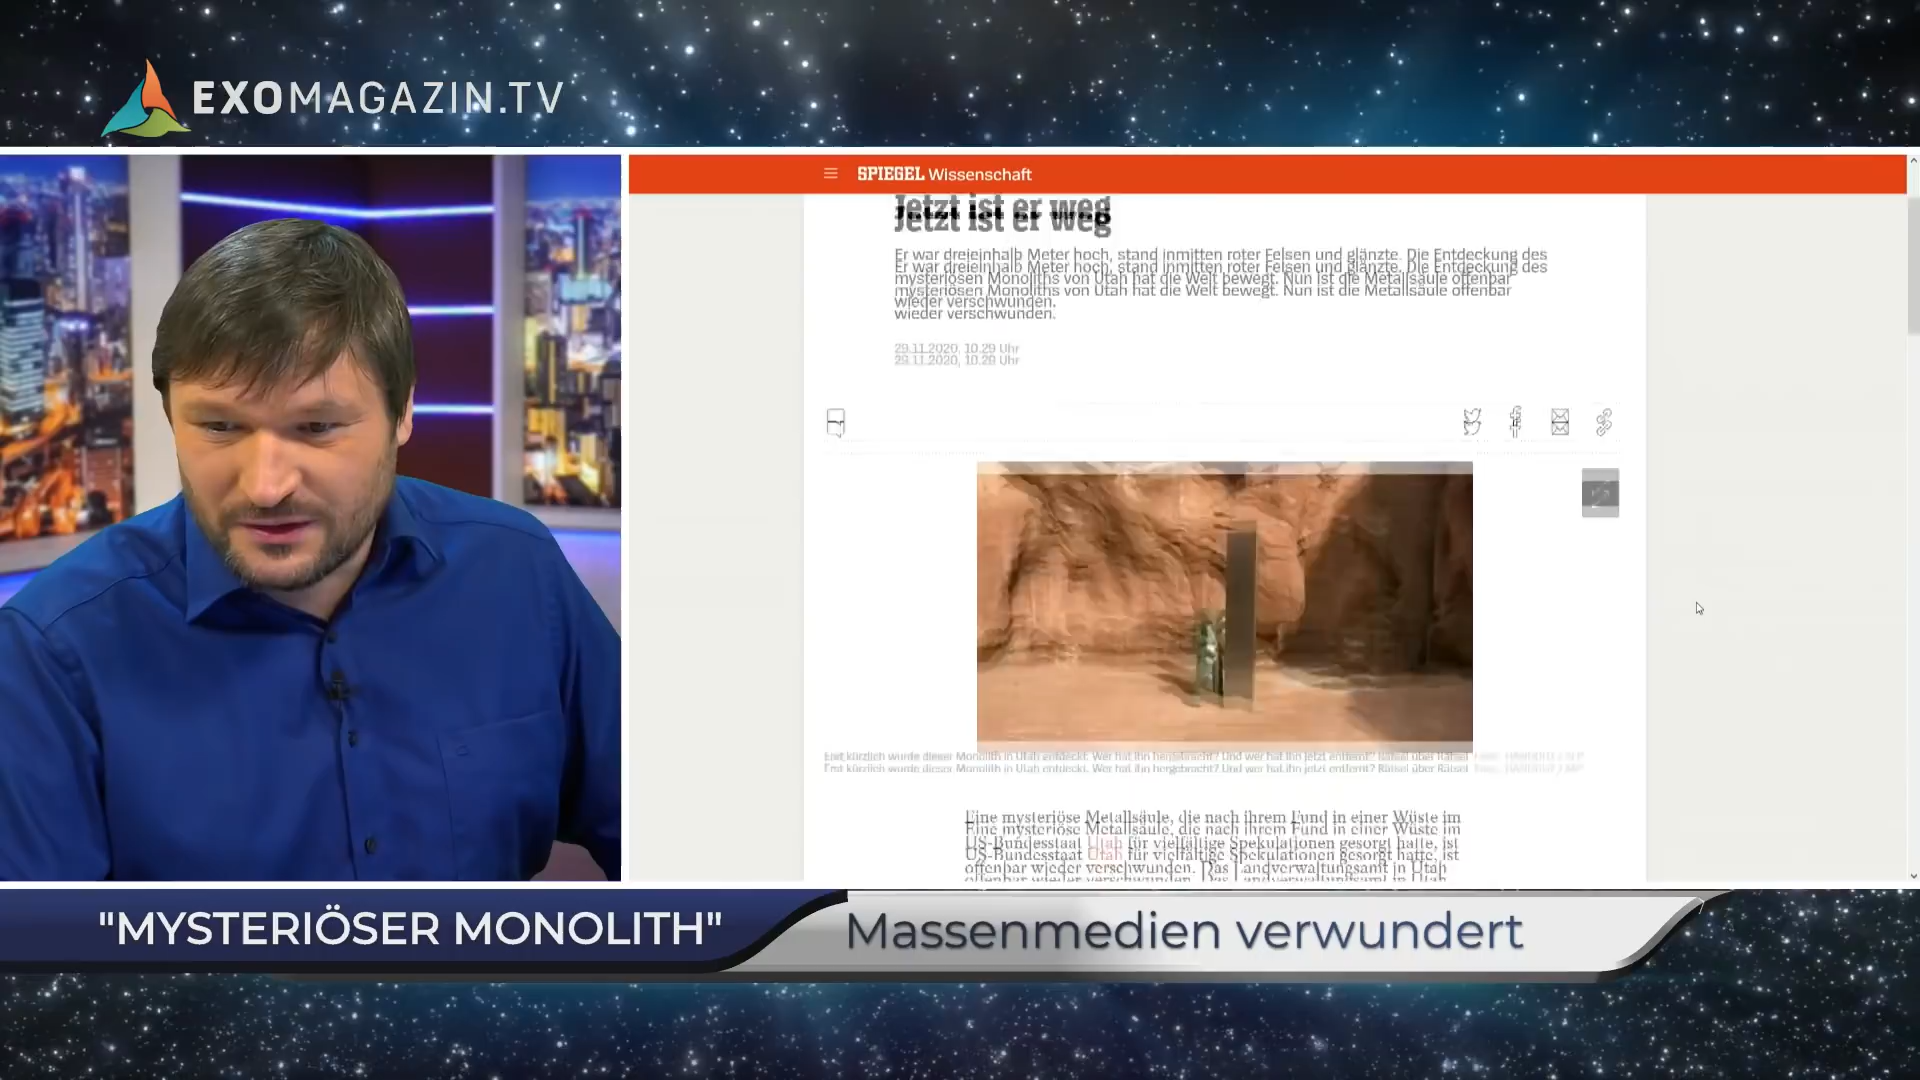 EXOMAGAZIN.TV
SPIEGEL Wissenschaft
Jetzt ist er weg
Er war dreieinhalb Meter hoch, stand inmitten roter Felsen und glänzte. Die Entdeckung des
mysteriösen Monoliths von Utah hat die Welt bewegt. Nun ist die Metallsäule offenbar
wieder verschwunden.
29.11.2020, 10.29 Uhr
Erst kürzlich wurde dieser Monolith in Utah entdeckt. Wer hat ihn hergebracht? Und wer hat ihn jetzt entfernt? Rätsel über Rätsel
Eine mysteriöse Metallsäule, die nach ihrem Fund in einer Wüste im
US-Bundesstaat Utah für vielfältige Spekulationen gesorgt hatte, ist
offenbar wieder verschwunden. Das Landverwaltungsamt in Utah
"MYSTERIÖSER MONOLITH"
Massenmedien verwundert